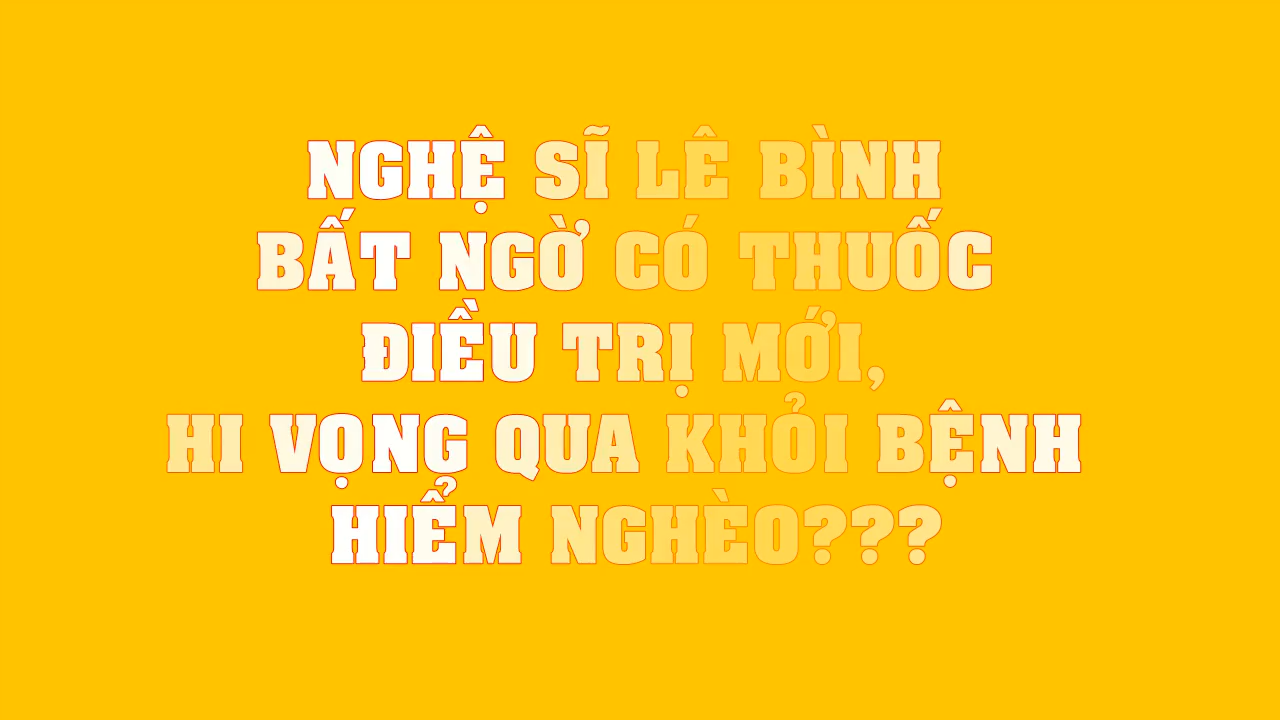 NGHỆ SĨ LÊ BÌNH
BẤT NGỜ CÓ THUỐC
ĐIỀU TRỊ MỚI,
HI VỌNG QUA KHỎI BỆNH
HIỂM NGHÈO???